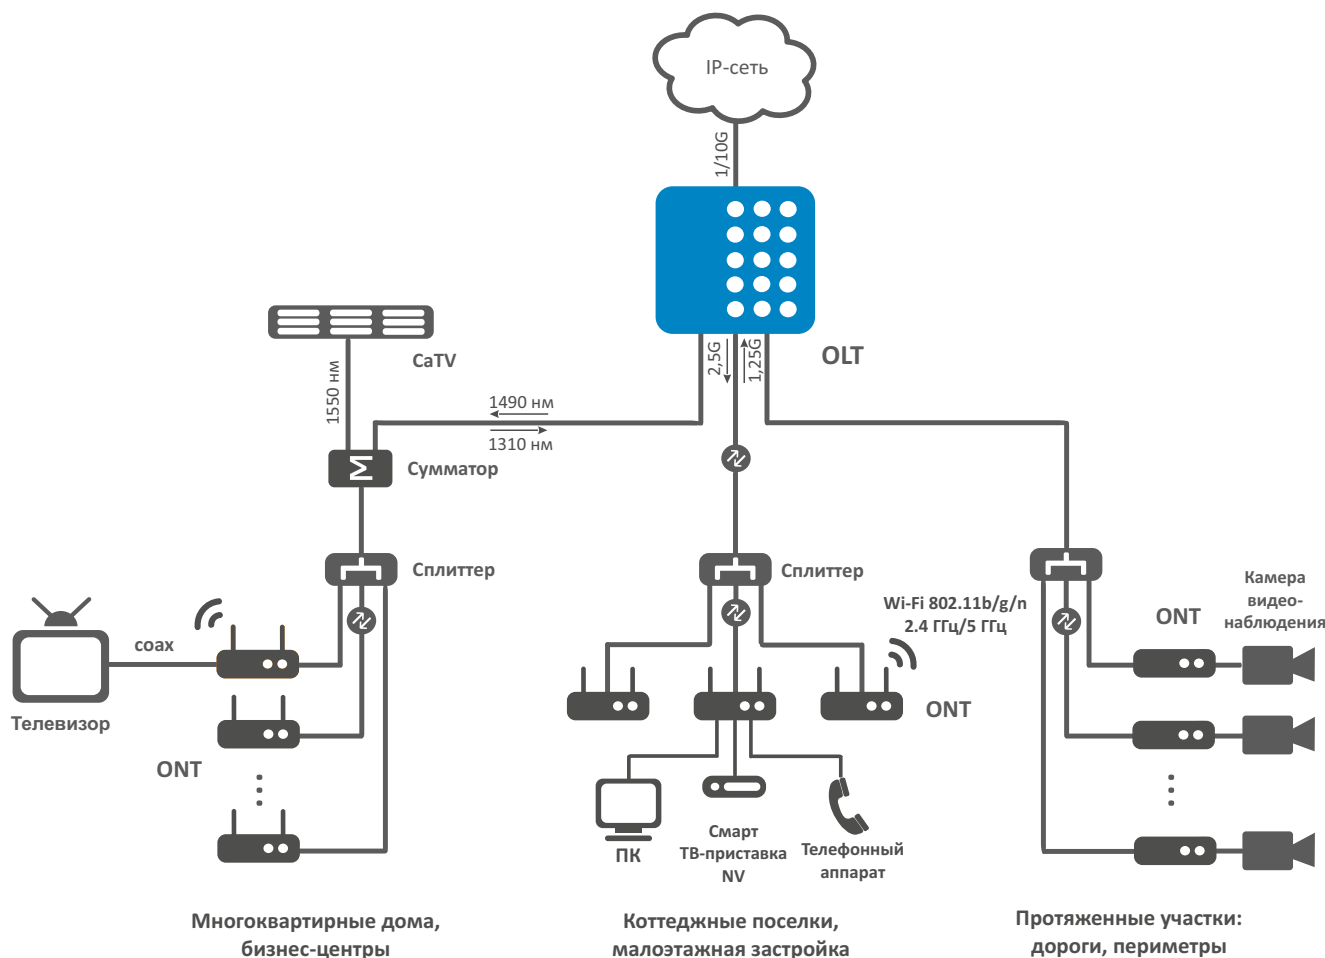 IP-сеть
1/10G
OLT
2,5G
1,25G
CaTV
1550 нм
1490 нм
1310 нм
Сумматор
Сплиттер
Сплиттер
Wi-Fi 802.11b/g/n
2.4 ГГц/5 ГГц
Камера
видео-
наблюдения
ONT
coax
Телевизор
ONT
ONT
ПК
Смарт
ТВ-приставка
NV
Телефонный
аппарат
Многоквартирные дома,
бизнес-центры
Коттеджные поселки,
малоэтажная застройка
Протяженные участки:
дороги, периметры